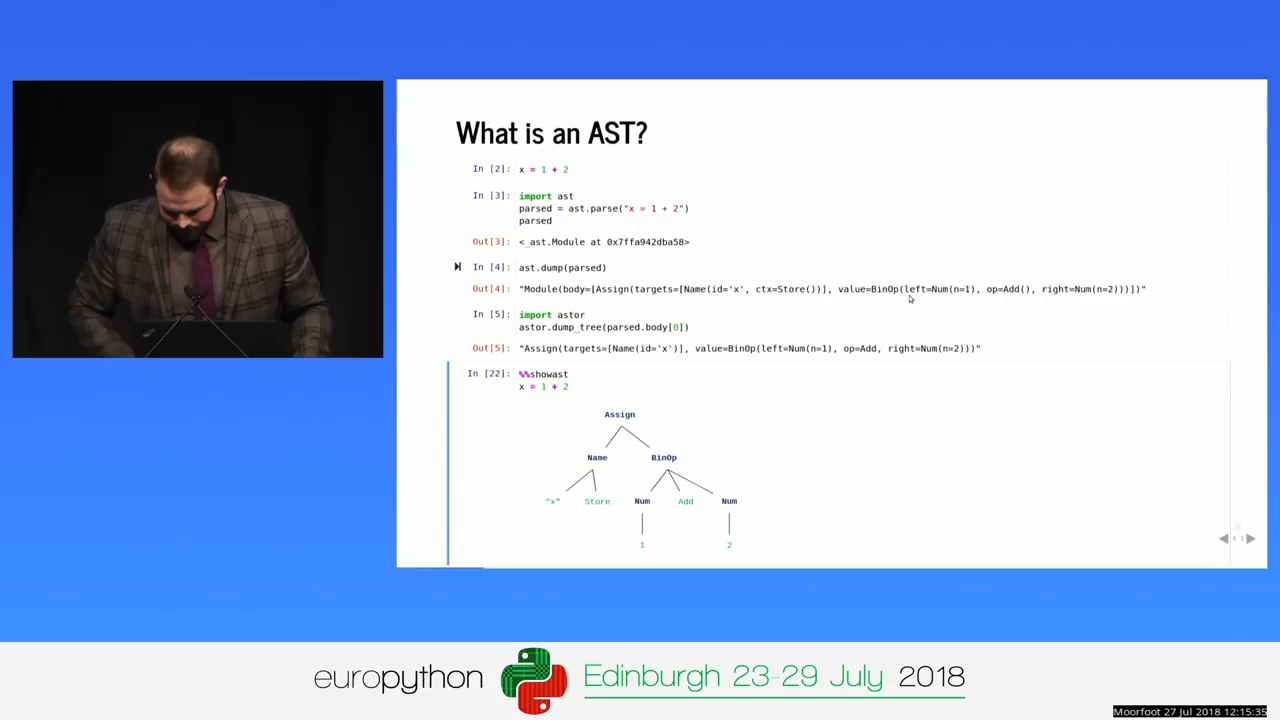 What is an AST?
In [2]: x = 1 + 2
In [3]: import ast
parsed = ast.parse("x = 1 + 2")
parsed
Out[3]: <_ast.Module at 0x7ffa942dba58>
In [4]: ast.dump(parsed)
Out[4]: "Module(body=[Assign(targets=[Name(id='x', ctx=Store())], value=BinOp(left=Num(n=1), op=Add(), right=Num(n=2)))])"
In [5]: import astor
astor.dump_tree(parsed.body[0])
Out[5]: "Assign(targets=[Name(id='x')], value=BinOp(left=Num(n=1), op=Add, right=Num(n=2)))"
In [22]: %%showast
x = 1 + 2
Assign
Name BinOp
"x" Store Num Add Num
1 2
europython Edinburgh 23-29 July 2018
Moorfoot 27 Jul 2018 12:15:35